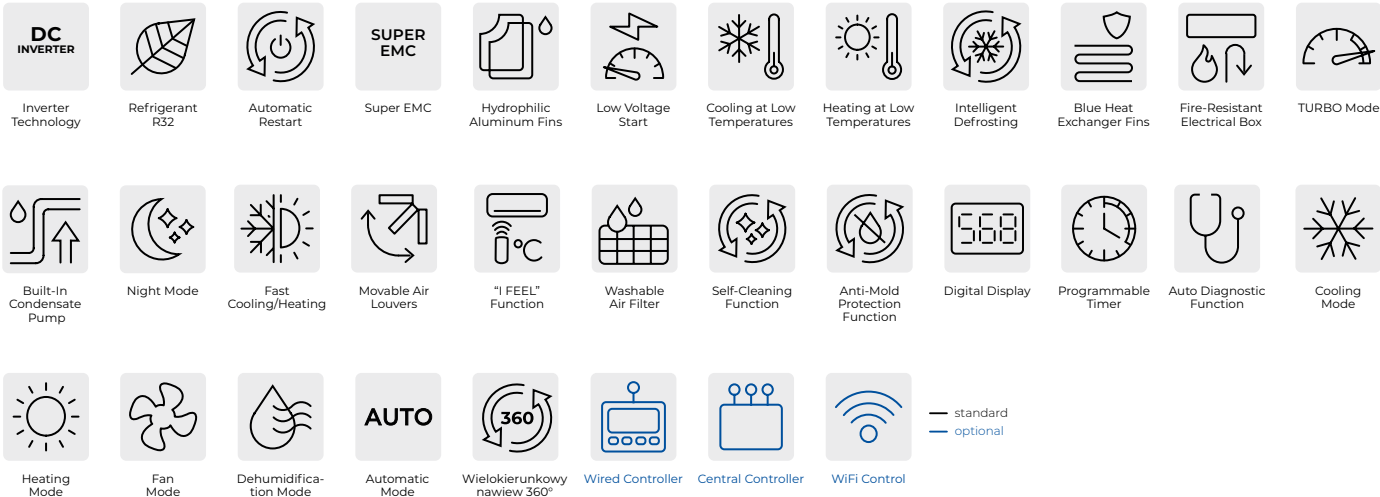 DC
INVERTER
SUPER
EMC
Inverter
Technology
Refrigerant
R32
Automatic
Restart
Super EMC
Hydrophilic
Aluminum Fins
Low Voltage
Start
Cooling at Low
Temperatures
Heating at Low
Temperatures
Intelligent
Defrosting
Blue Heat
Exchanger Fins
Fire-Resistant
Electrical Box
TURBO Mode
°C
568
Built-In
Condensate
Pump
Night Mode
Fast
Cooling/Heating
Movable Air
Louvers
“I FEEL”
Function
Washable
Air Filter
Self-Cleaning
Function
Anti-Mold
Protection
Function
Digital Display
Programmable
Timer
Auto Diagnostic
Function
Cooling
Mode
AUTO
360
standard
optional
Heating
Mode
Fan
Mode
Dehumidifica-
tion Mode
Automatic
Mode
Wielokierunkowy
nawiew 360°
Wired Controller
Central Controller
WiFi Control